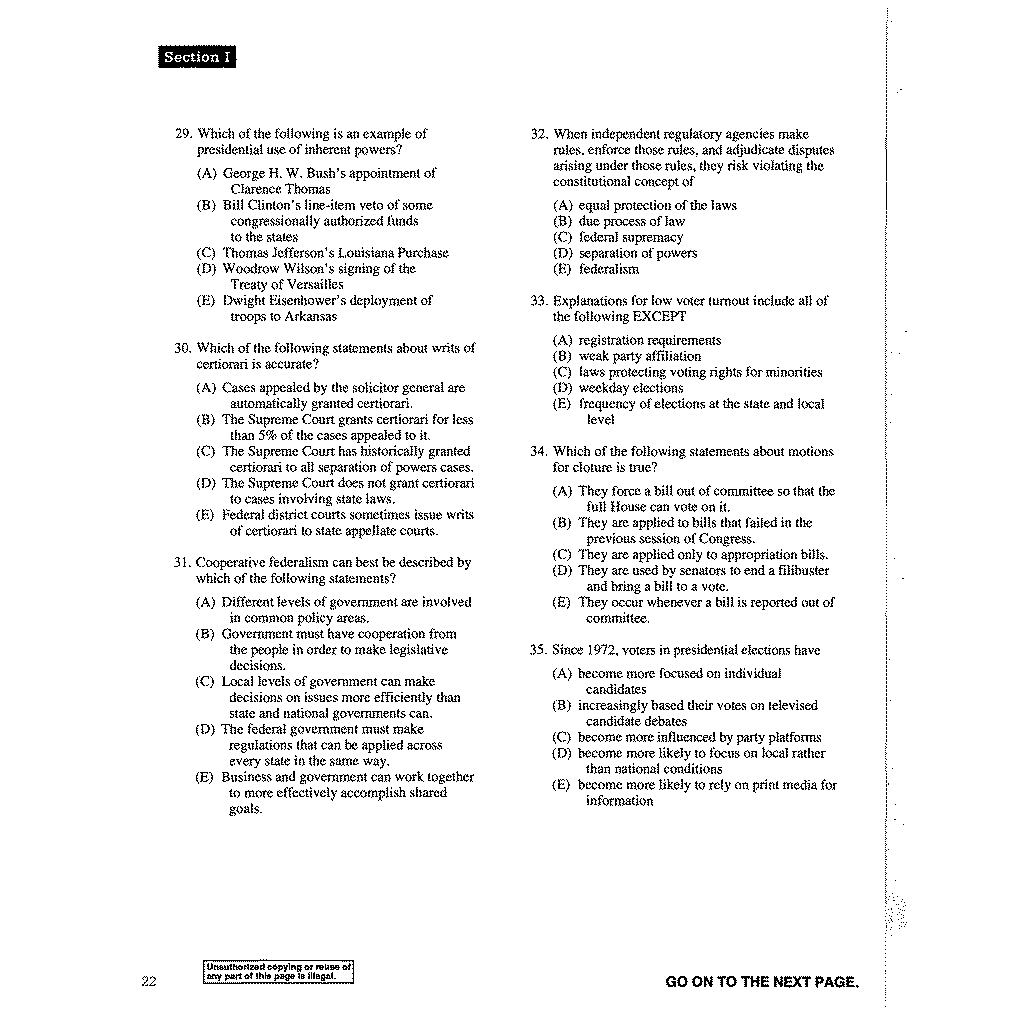 Section I
29. Which of the following is an example of
presidential use of inherent powers?
(A) George H. W. Bush's appointment of
Clarence Thomas
(B) Bill Clinton's line-item veto of some
congressionally authorized funds
to the states
(C) Thomas Jefferson's Louisiana Purchase
(D) Woodrow Wilson's signing of the
Treaty of Versailles
(E) Dwight Eisenhower's deployment of
troops to Arkansas
30. Which of the following statements about writs of
certiorari is accurate?
(A) Cases appealed by the solicitor general are
automatically granted certiorari.
(B) The Supreme Court grants certiorari for less
than 5% of the cases appealed to it.
(C) The Supreme Court has historically granted
certiorari to all separation of powers cases.
(D) The Supreme Court does not grant certiorari
to cases involving state laws.
(E) Federal district courts sometimes issue writs
of certiorari to state appellate courts.
31. Cooperative federalism can best be described by
which of the following statements?
(A) Different levels of government are involved
in common policy areas.
(B) Government must have cooperation from
the people in order to make legislative
decisions.
(C) Local levels of government can make
decisions on issues more efficiently than
state and national governments can.
(D) The federal government must make
regulations that can be applied across
every state in the same way.
(E) Business and government can work together
to more effectively accomplish shared
goals.
32. When independent regulatory agencies make
rules, enforce those rules, and adjudicate disputes
arising under those rules, they risk violating the
constitutional concept of
(A) equal protection of the laws
(B) due process of law
(C) federal supremacy
(D) separation of powers
(E) federalism
33. Explanations for low voter turnout include all of
the following EXCEPT
(A) registration requirements
(B) weak party affiliation
(C) laws protecting voting rights for minorities
(D) weekday elections
(E) frequency of elections at the state and local
level
34. Which of the following statements about motions
for cloture is true?
(A) They force a bill out of committee so that the
full House can vote on it.
(B) They are applied to bills that failed in the
previous session of Congress.
(C) They are applied only to appropriation bills.
(D) They are used by senators to end a filibuster
and bring a bill to a vote.
(E) They occur whenever a bill is reported out of
committee.
35. Since 1972, voters in presidential elections have
(A) become more focused on individual
candidates
(B) increasingly based their votes on televised
candidate debates
(C) become more influenced by party platforms
(D) become more likely to focus on local rather
than national conditions
(E) become more likely to rely on print media for
information
22
Unauthorized copying or reuse of
any part of this page is illegal.
GO ON TO THE NEXT PAGE.